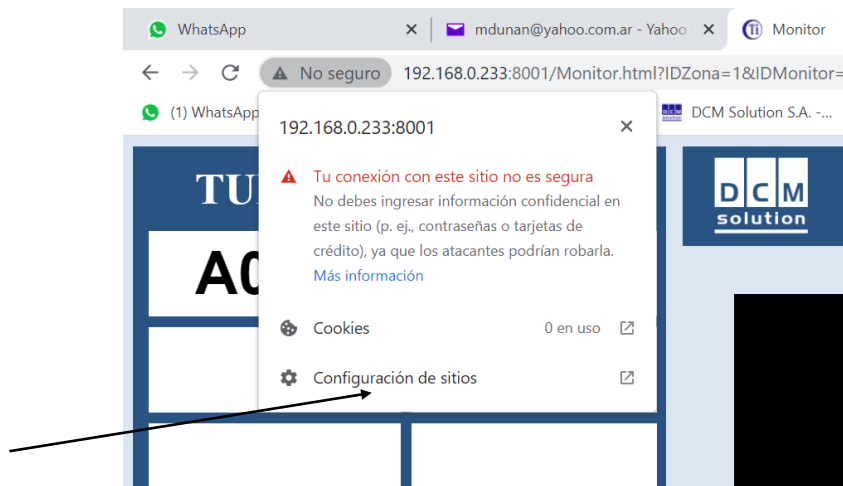 WhatsApp
mdunan@yahoo.com.ar - Yahoo
Monitor
No seguro
192.168.0.233:8001/Monitor.html?IDZona=1&IDMonitor=
(1) WhatsApp
DCM Solution S.A. -...
192.168.0.233:8001
Tu conexión con este sitio no es segura
No debes ingresar información confidencial en
este sitio (p. ej., contraseñas o tarjetas de
crédito), ya que los atacantes podrían robarla.
Más información
Cookies
0 en uso
Configuración de sitios
TU
A0
DCM
solution